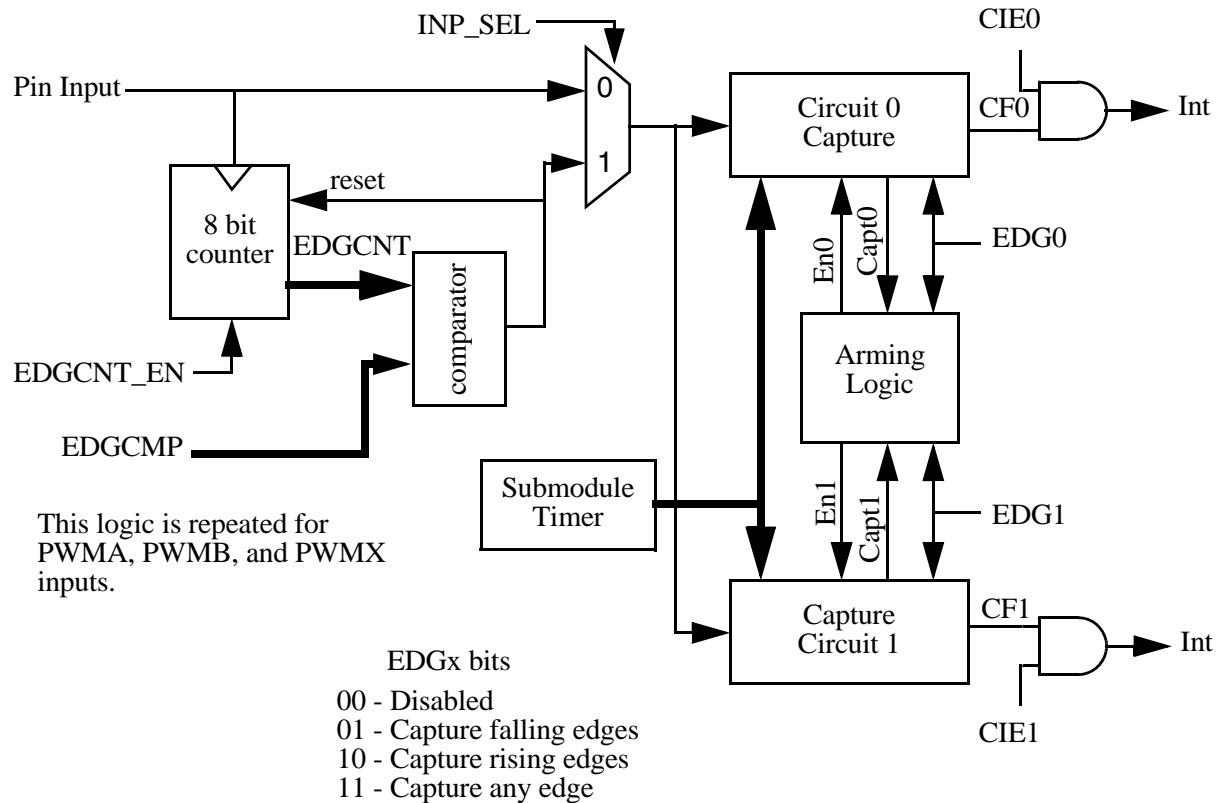 INP_SEL
CIE0
Pin Input
0
1
Circuit 0
Capture
CF0
Int
reset
8 bit
counter
EDGCNT
comparator
En0
Capt0
EDG0
EDGCNT_EN
Arming
Logic
EDGCMP
Submodule
Timer
En1
Capt1
EDG1
This logic is repeated for
PWMA, PWMB, and PWMX
inputs.
Capture
Circuit 1
CF1
Int
CIE1
EDGx bits
00 - Disabled
01 - Capture falling edges
10 - Capture rising edges
11 - Capture any edge